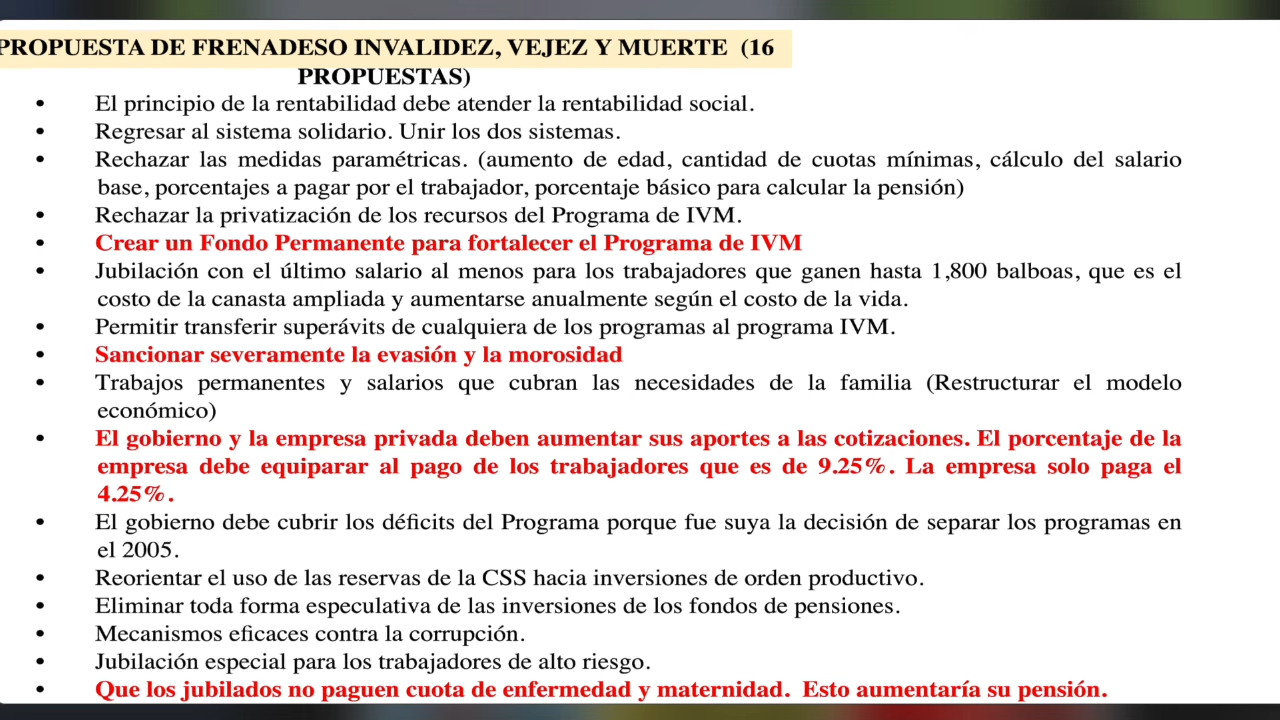 PROPUESTA DE FRENADESO INVALIDEZ, VEJEZ Y MUERTE (16
PROPUESTAS)
• El principio de la rentabilidad debe atender la rentabilidad social.
• Regresar al sistema solidario. Unir los dos sistemas.
• Rechazar las medidas paramétricas. (aumento de edad, cantidad de cuotas mínimas, cálculo del salario
base, porcentajes a pagar por el trabajador, porcentaje básico para calcular la pensión)
• Rechazar la privatización de los recursos del Programa de IVM.
• Crear un Fondo Permanente para fortalecer el Programa de IVM
• Jubilación con el último salario al menos para los trabajadores que ganen hasta 1,800 balboas, que es el
costo de la canasta ampliada y aumentarse anualmente según el costo de la vida.
• Permitir transferir superávits de cualquiera de los programas al programa IVM.
• Sancionar severamente la evasión y la morosidad
• Trabajos permanentes y salarios que cubran las necesidades de la familia (Restructurar el modelo
económico)
• El gobierno y la empresa privada deben aumentar sus aportes a las cotizaciones. El porcentaje de la
empresa debe equiparar al pago de los trabajadores que es de 9.25%. La empresa solo paga el
4.25%.
• El gobierno debe cubrir los déficits del Programa porque fue suya la decisión de separar los programas en
el 2005.
• Reorientar el uso de las reservas de la CSS hacia inversiones de orden productivo.
• Eliminar toda forma especulativa de las inversiones de los fondos de pensiones.
• Mecanismos eficaces contra la corrupción.
• Jubilación especial para los trabajadores de alto riesgo.
• Que los jubilados no paguen cuota de enfermedad y maternidad. Esto aumentaría su pensión.